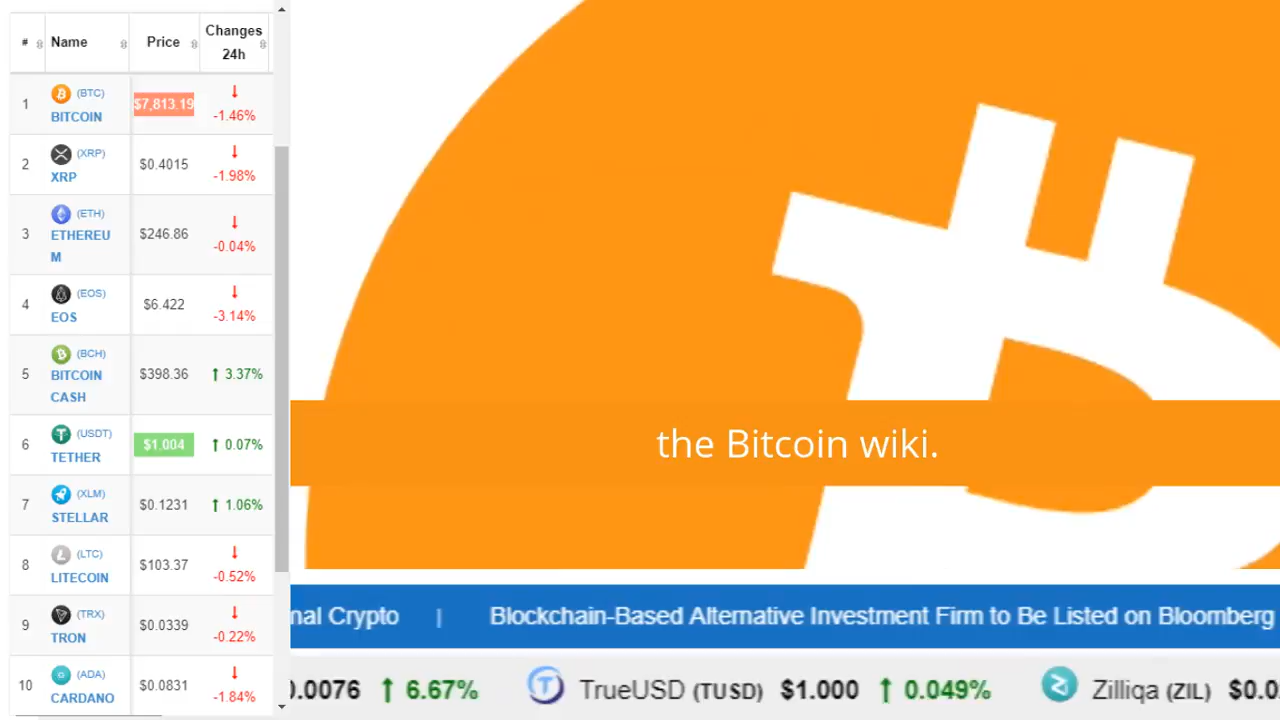 # Name Price Changes 24h
1 (BTC) BITCOIN $7,813.19 -1.46%
2 (XRP) XRP $0.4015 -1.98%
3 (ETH) ETHEREUM $246.86 -0.04%
4 (EOS) EOS $6.422 -3.14%
5 (BCH) BITCOIN CASH $398.36 3.37%
6 (USDT) TETHER $1.004 0.07%
7 (XLM) STELLAR $0.1231 1.06%
8 (LTC) LITECOIN $103.37 -0.52%
9 (TRX) TRON $0.0339 -0.22%
10 (ADA) CARDANO $0.0831 -1.84%
the Bitcoin wiki.
nal Crypto | Blockchain-Based Alternative Investment Firm to Be Listed on Bloomberg
0.0076 6.67% TrueUSD (TUSD) $1.000 0.049% Zilliqa (ZIL) $0.0